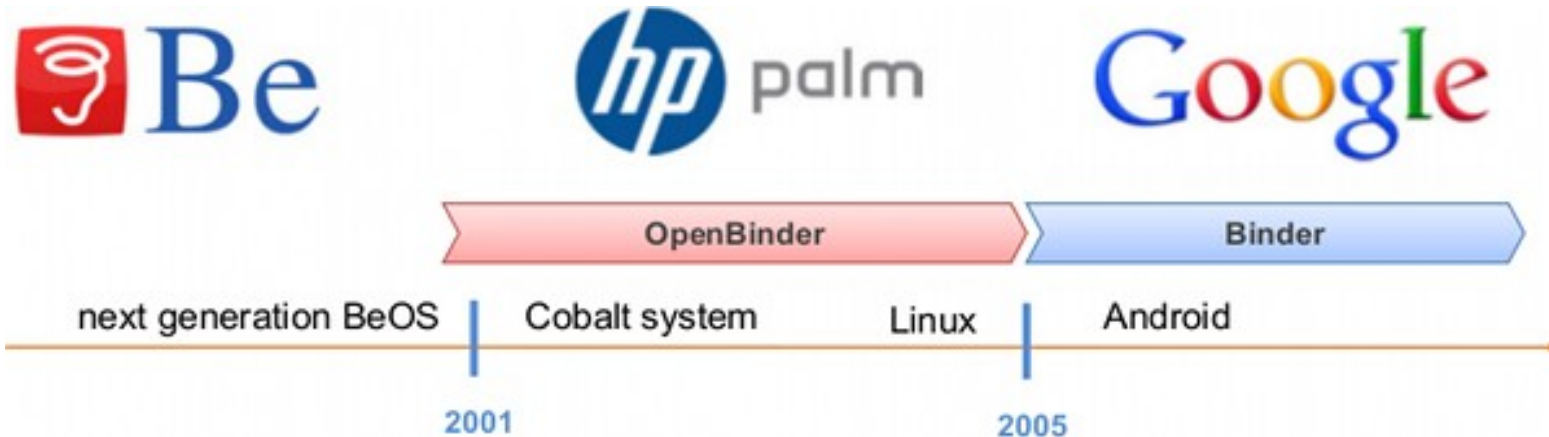 Be
hp palm
Google
OpenBinder
Binder
next generation BeOS
Cobalt system
Linux
Android
2001
2005